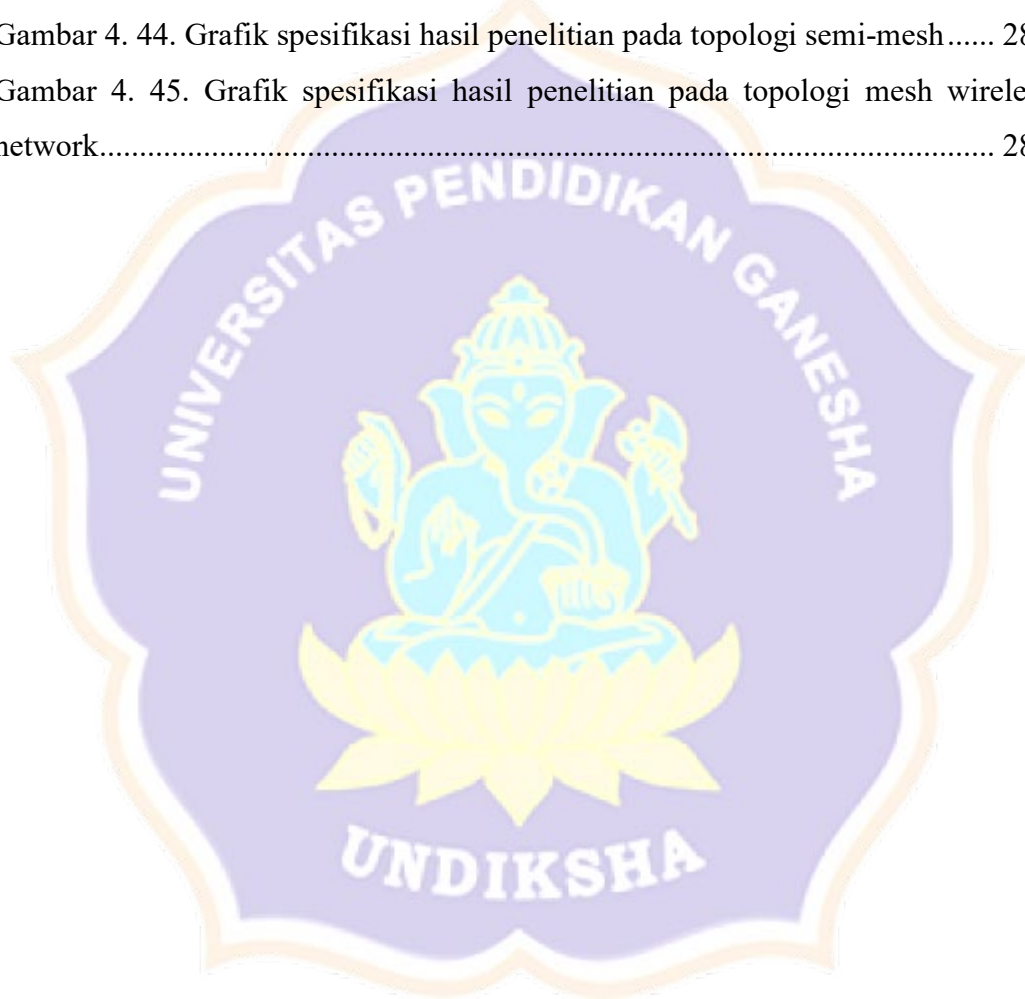 Gambar 4. 44. Grafik spesifikasi hasil penelitian pada topologi semi-mesh...... 28
Gambar 4. 45. Grafik spesifikasi hasil penelitian pada topologi mesh wirele
network............................................................................................................. 28
UNIVERSITAS PENDIDIKAN GANESHA
UNDIKSHA